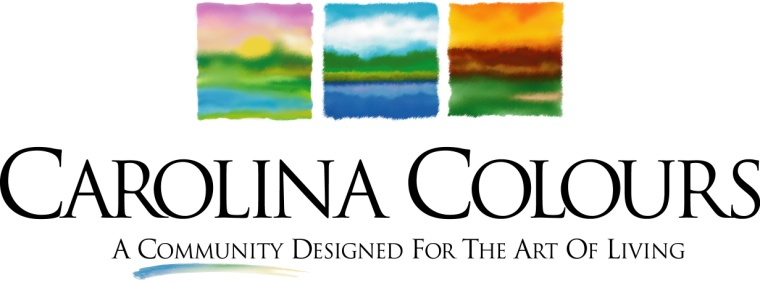 CAROLINA COLOURS
A COMMUNITY DESIGNED FOR THE ART OF LIVING